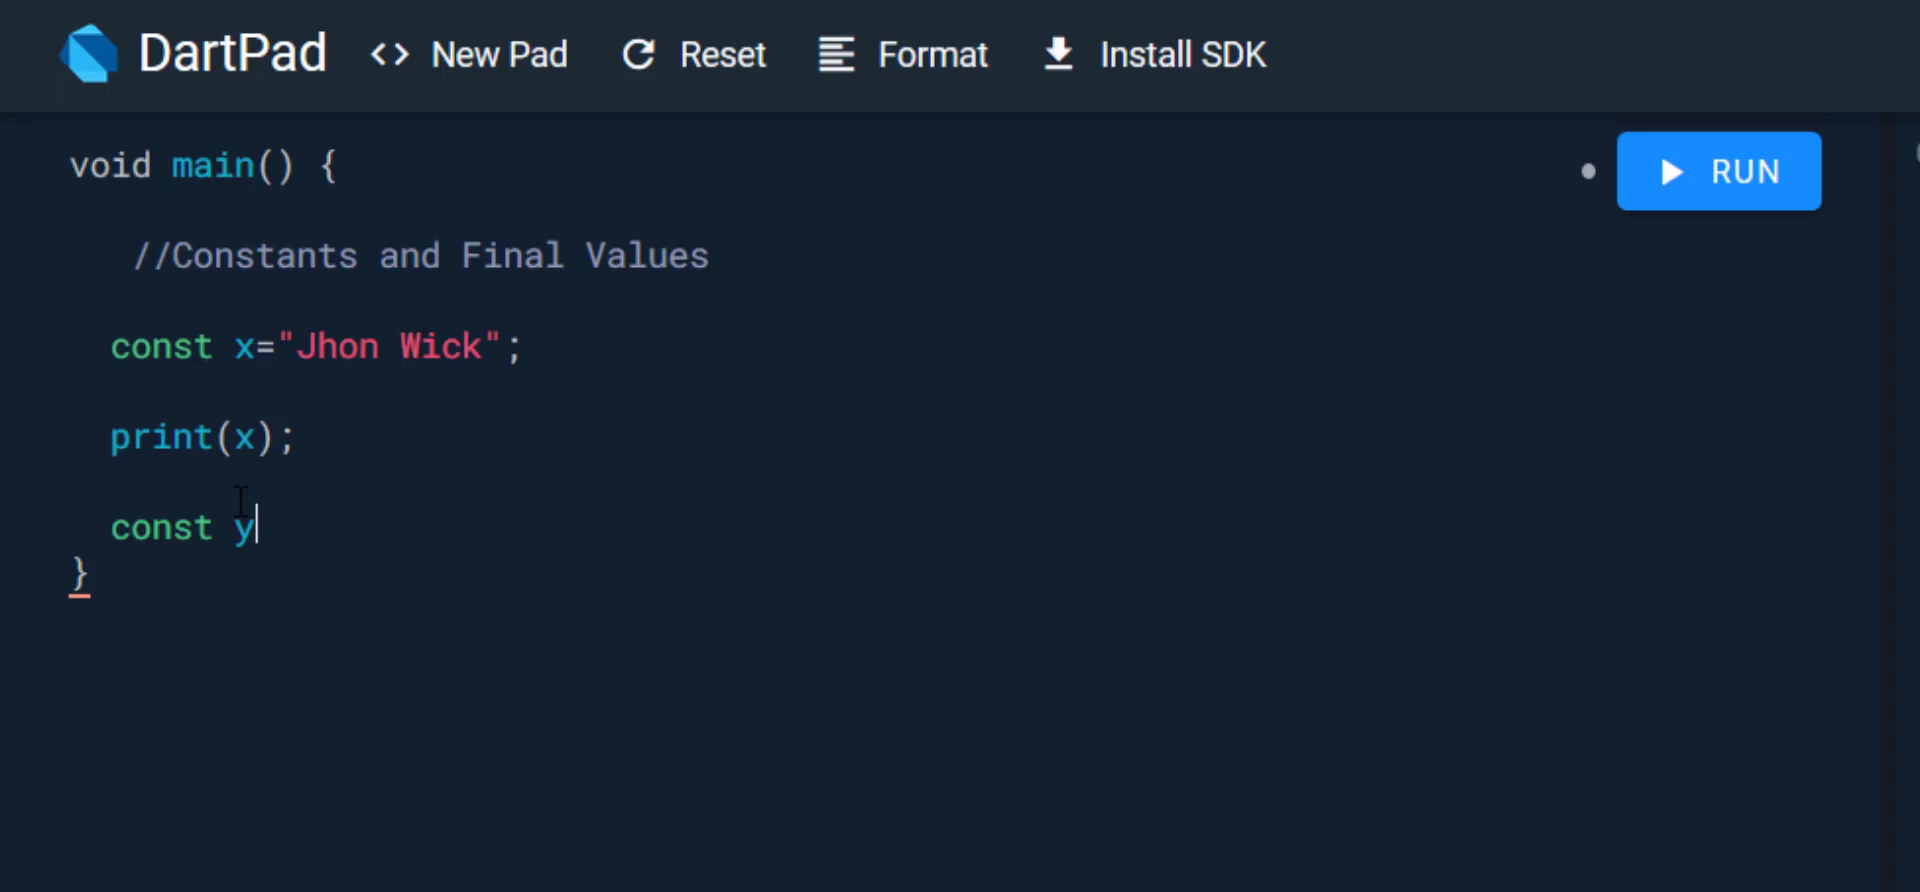 DartPad <> New Pad Reset Format Install SDK
void main() {
RUN
//Constants and Final Values
const x="Jhon Wick";
print(x);
const y
}